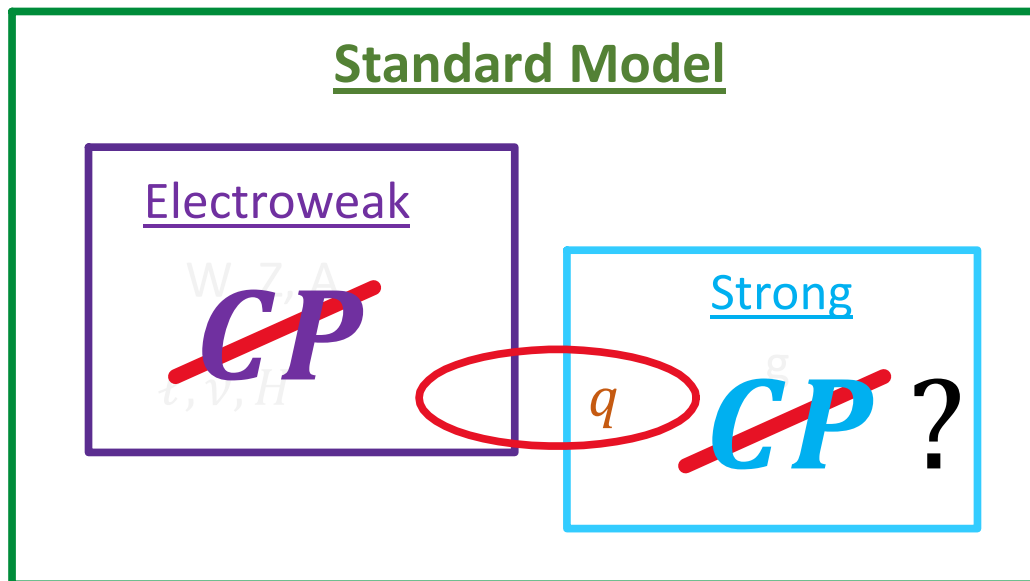 Standard Model
Electroweak
W, Z, A
CP
ℓ, ν, H
Strong
g
q
CP ?